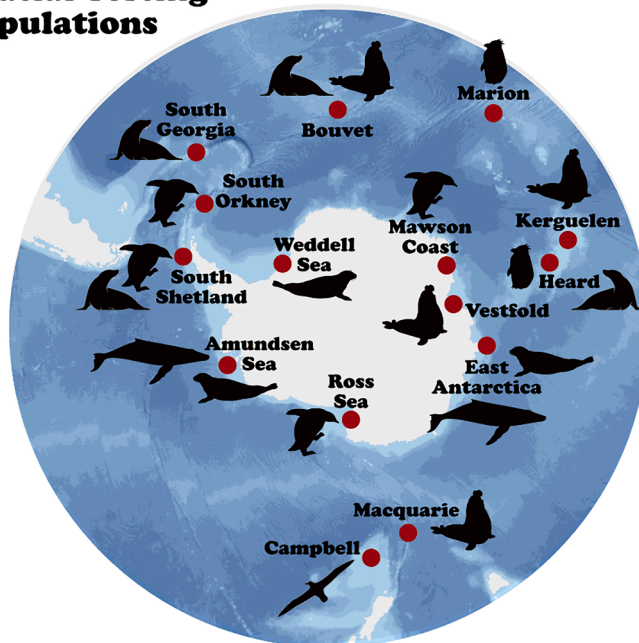 pulations
Marion
South
Georgia
Bouvet
South
Orkney
Kerguelen
Mawson
Coast
Weddell
Sea
Heard
South
Shetland
Vestfold
Amundsen
Sea
East
Antarctica
Ross
Sea
Macquarie
Campbell